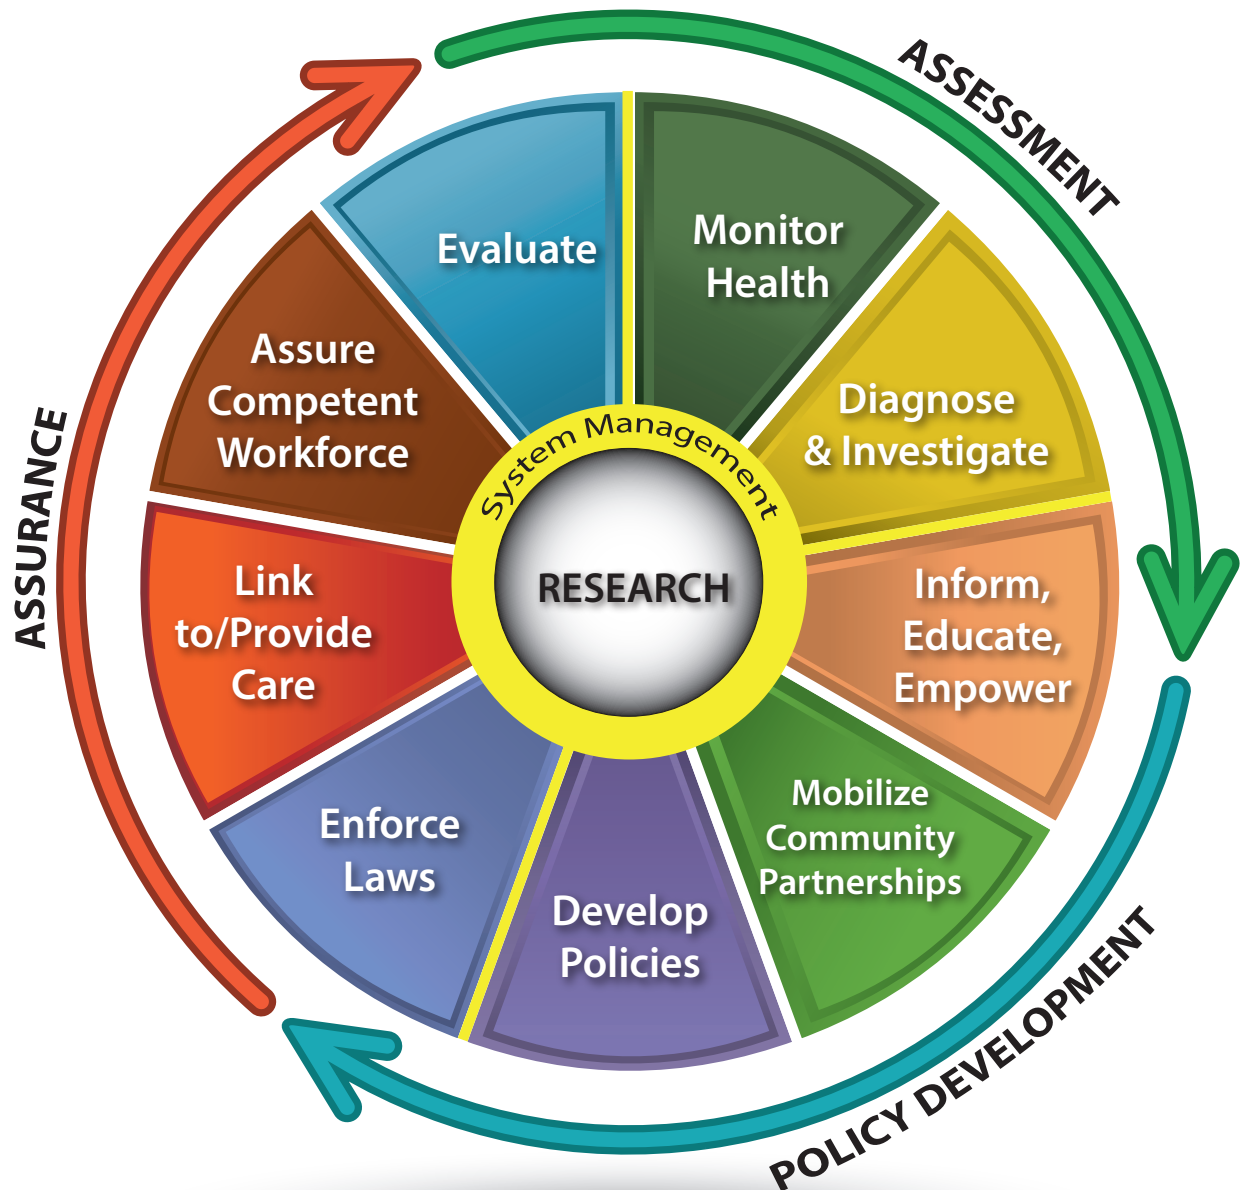 ASSESSMENT
Monitor
Health
Diagnose
& Investigate
Inform,
Educate,
Empower
Mobilize
Community
Partnerships
Develop
Policies
POLICY DEVELOPMENT
Enforce
Laws
Link
to/Provide
Care
Assure
Competent
Workforce
Evaluate
ASSURANCE
System Management
RESEARCH